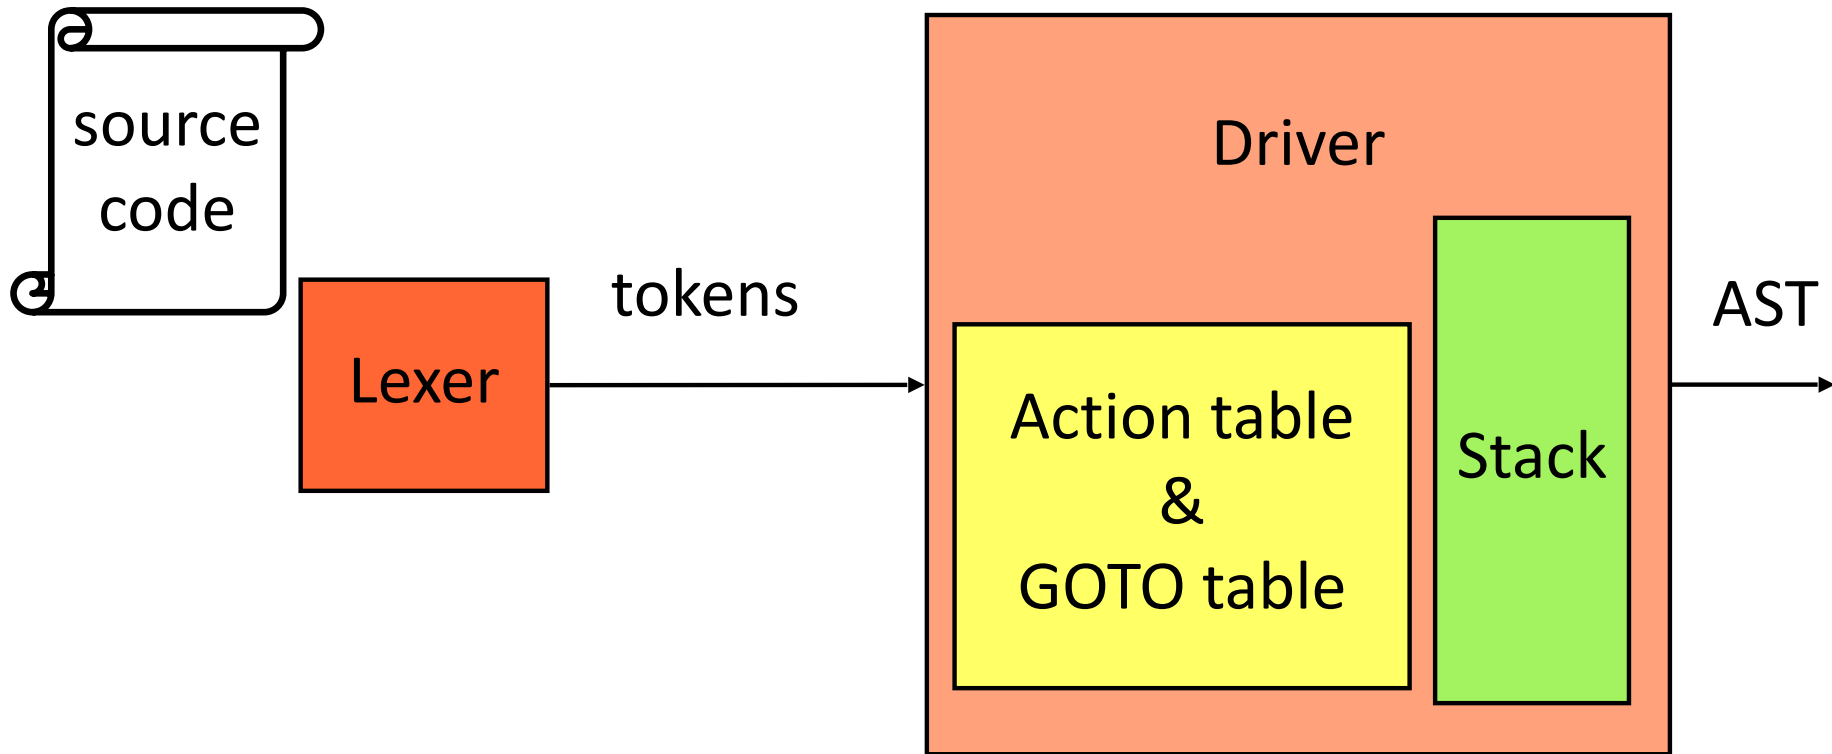 source
code
Lexer
tokens
Driver
Action table
&
GOTO table
Stack
AST